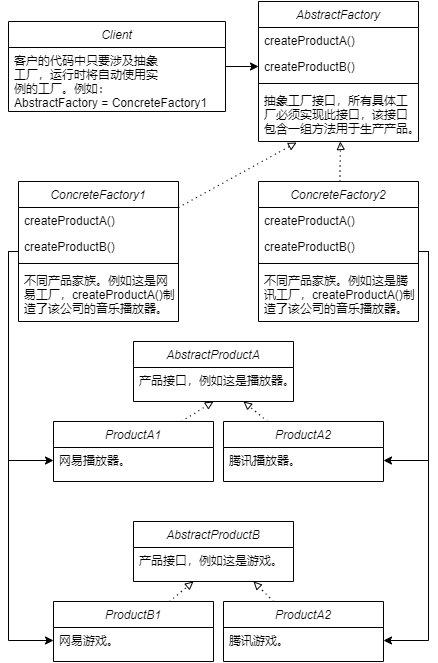 Client
客户的代码中只要涉及抽象
工厂，运行时将自动使用实
例的工厂。例如：
AbstractFactory = ConcreteFactory1
AbstractFactory
createProductA()
createProductB()
抽象工厂接口，所有具体工
厂必须实现此接口，该接口
包含一组方法用于生产产品。
ConcreteFactory1
createProductA()
createProductB()
不同产品家族。例如这是网
易工厂，createProductA()制
造了该公司的音乐播放器。
ConcreteFactory2
createProductA()
createProductB()
不同产品家族。例如这是腾
讯工厂，createProductA()制
造了该公司的音乐播放器。
AbstractProductA
产品接口，例如这是播放器。
ProductA1
网易播放器。
ProductA2
腾讯播放器。
AbstractProductB
产品接口，例如这是游戏。
ProductB1
网易游戏。
ProductA2
腾讯游戏。